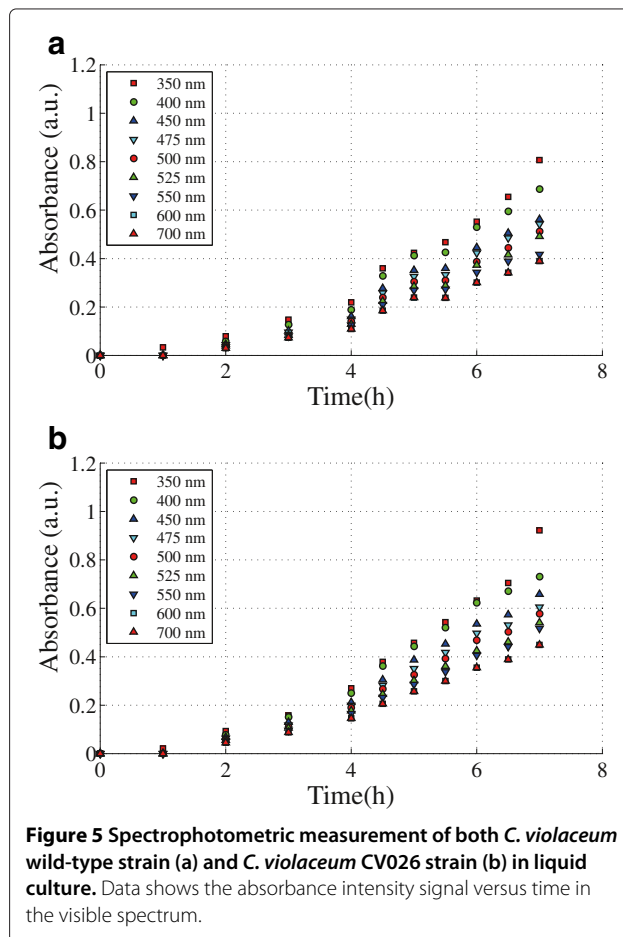 a
1.2
1
0.8
0.6
0.4
0.2
0
Absorbance (a.u.)
350 nm
400 nm
450 nm
475 nm
500 nm
525 nm
550 nm
600 nm
700 nm
0 2 4 6 8
Time(h)
b
1.2
1
0.8
0.6
0.4
0.2
0
Absorbance (a.u.)
350 nm
400 nm
450 nm
475 nm
500 nm
525 nm
550 nm
600 nm
700 nm
0 2 4 6 8
Time(h)
Figure 5 Spectrophotometric measurement of both C. violaceum
wild-type strain (a) and C. violaceum CV026 strain (b) in liquid
culture. Data shows the absorbance intensity signal versus time in
the visible spectrum.